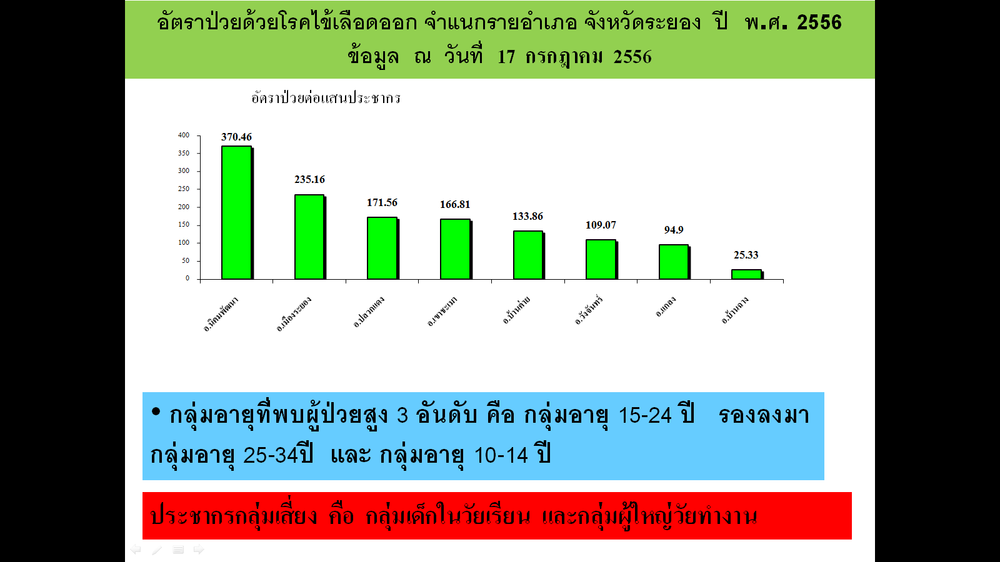 อัตราป่วยด้วยโรคไข้เลือดออก จำแนกรายอำเภอ จังหวัดระยอง ปี พ.ศ. 2556
ข้อมูล ณ วันที่ 17 กรกฎาคม 2556
อัตราป่วยต่อแสนประชากร
400
350
300
250
200
150
100
50
0
370.46
235.16
171.56
166.81
133.86
109.07
94.9
25.33
อ.นิคมพัฒนา
อ.เมืองระยอง
อ.ปลวกแดง
อ.เขาชะเมา
อ.บ้านค่าย
อ.วังจันทร์
อ.แกลง
อ.บ้านฉาง
• กลุ่มอายุที่พบผู้ป่วยสูง 3 อันดับ คือ กลุ่มอายุ 15-24 ปี รองลงมา
กลุ่มอายุ 25-34ปี และ กลุ่มอายุ 10-14 ปี
ประชากรกลุ่มเสี่ยง คือ กลุ่มเด็กในวัยเรียน และกลุ่มผู้ใหญ่วัยทำงาน